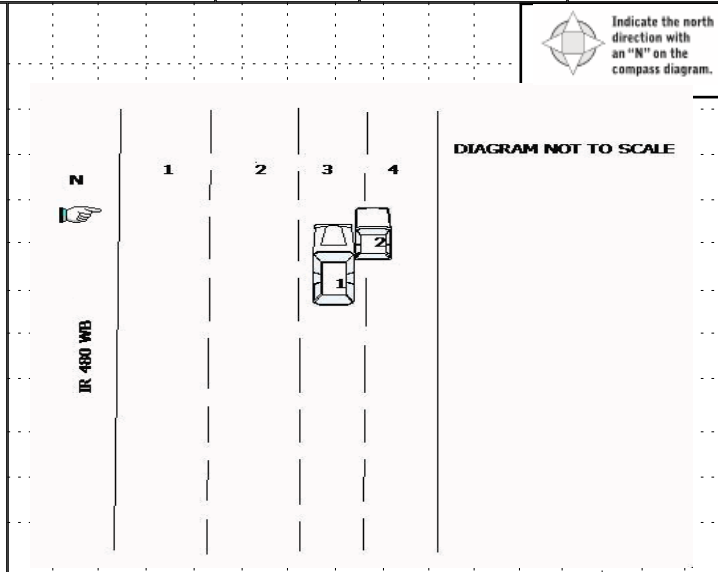 Indicate the north
direction with
an “N” on the
compass diagram.
DIAGRAM NOT TO SCALE
1 2 3 4
N
2
1
IR 480 WB